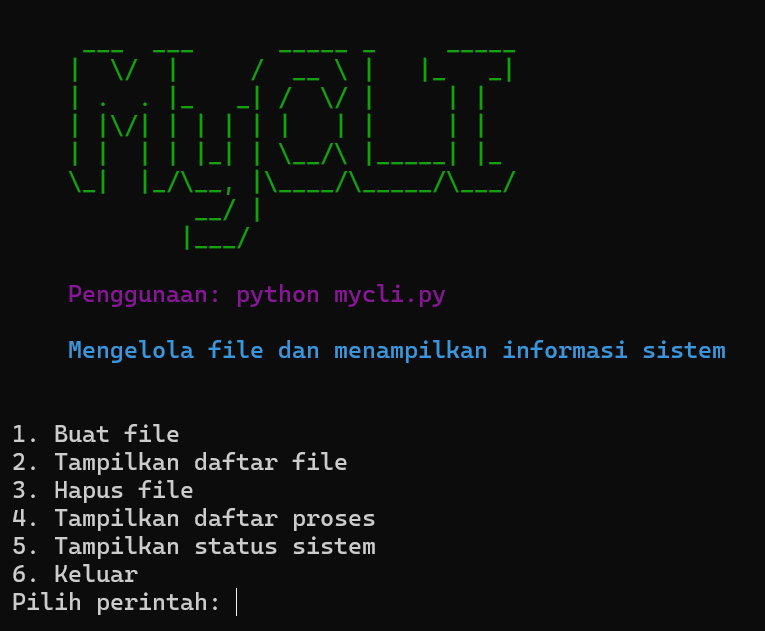 MyCLI
Penggunaan: python mycli.py
Mengelola file dan menampilkan informasi sistem
1. Buat file
2. Tampilkan daftar file
3. Hapus file
4. Tampilkan daftar proses
5. Tampilkan status sistem
6. Keluar
Pilih perintah: